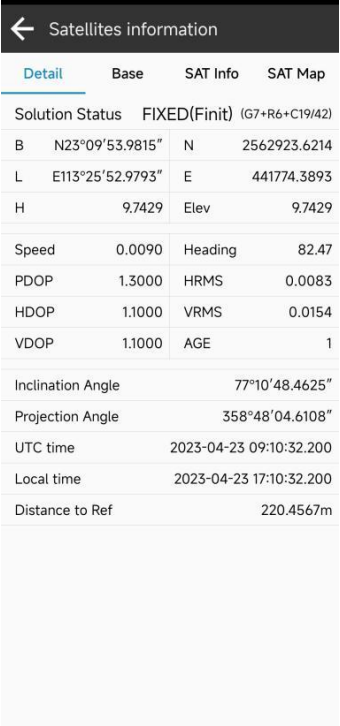 Satellites information
Detail Base SAT Info SAT Map
Solution Status FIXED(Finit) (G7+R6+C19/42)
B N23°09'53.9815" N 2562923.6214
L E113°25'52.9793" E 441774.3893
H 9.7429 Elev 9.7429
Speed 0.0090 Heading 82.47
PDOP 1.3000 HRMS 0.0083
HDOP 1.1000 VRMS 0.0154
VDOP 1.1000 AGE 1
Inclination Angle 77°10'48.4625"
Projection Angle 358°48'04.6108"
UTC time 2023-04-23 09:10:32.200
Local time 2023-04-23 17:10:32.200
Distance to Ref 220.4567m